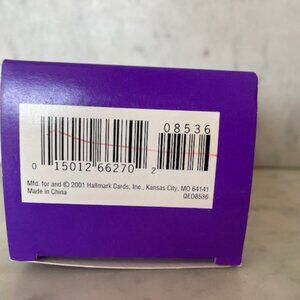 08536
0 15012 66270 2
Mfd. for and © 2001 Hallmark Cards, Inc., Kansas City, MO 64141
Made in China
QEO8536